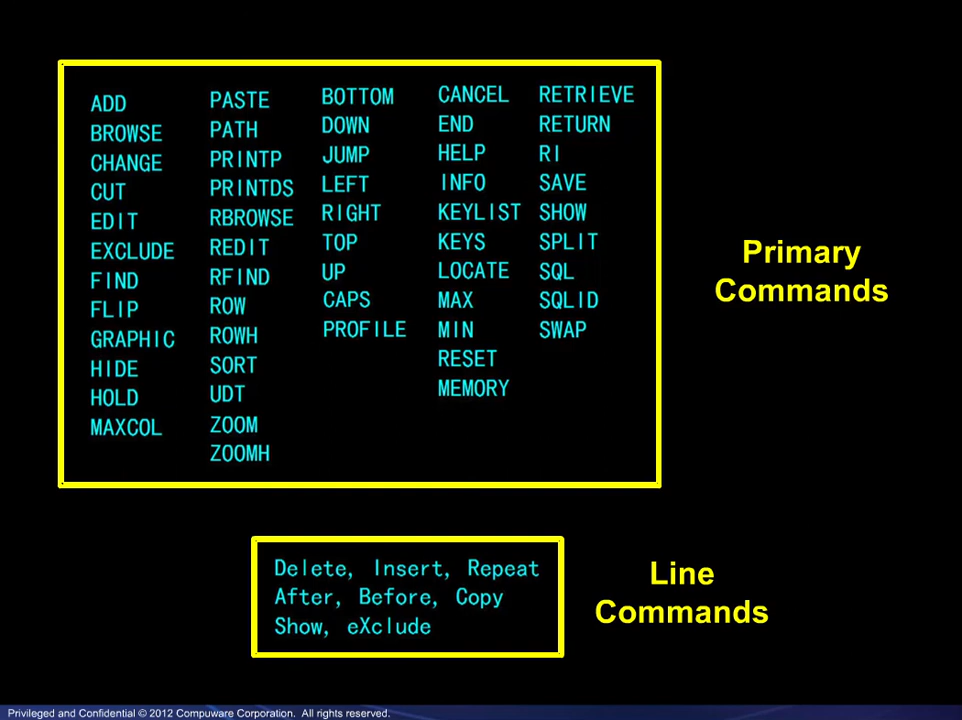 ADD
BROWSE
CHANGE
CUT
EDIT
EXCLUDE
FIND
FLIP
GRAPHIC
HIDE
HOLD
MAXCOL
PASTE
PATH
PRINTP
PRINTDS
RBROWSE
REDIT
RFIND
ROW
ROWH
SORT
UDT
ZOOM
ZOOMH
BOTTOM
DOWN
JUMP
LEFT
RIGHT
TOP
UP
CAPS
PROFILE
CANCEL
END
HELP
INFO
KEYLIST
KEYS
LOCATE
MAX
MIN
RESET
MEMORY
RETRIEVE
RETURN
RI
SAVE
SHOW
SPLIT
SQL
SQLID
SWAP
Primary
Commands
Delete, Insert, Repeat
After, Before, Copy
Show, eXclude
Line
Commands
Privileged and Confidential © 2012 Compuware Corporation. All rights reserved.